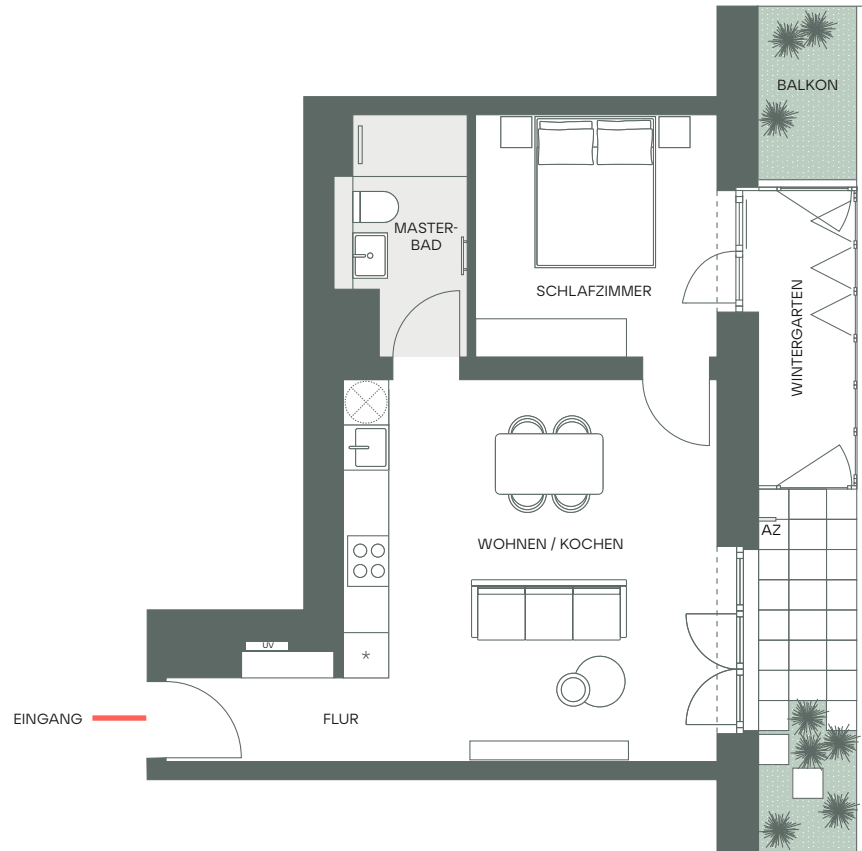 BALKON
MASTER-
BAD
SCHLAFZIMMER
WINTERGARTEN
AZ
WOHNEN / KOCHEN
UV
*
EINGANG
FLUR